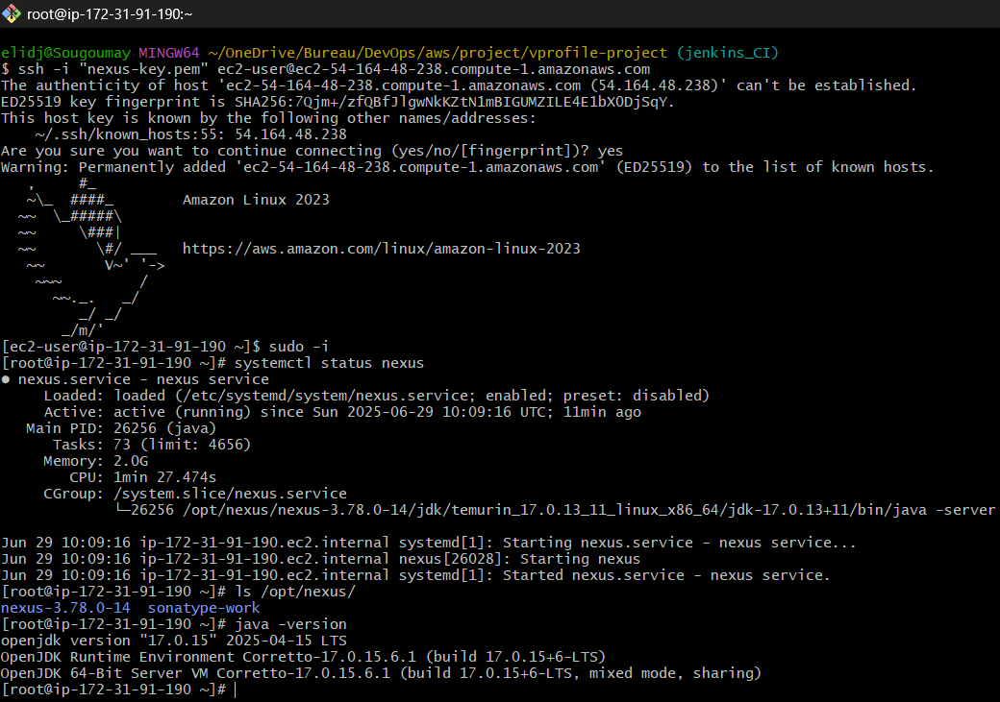 root@ip-172-31-91-190:~
elidj@Sougoumay MINGW64 ~/OneDrive/Bureau/DevOps/aws/project/vprofile-project (jenkins_CI)
$ ssh -i "nexus-key.pem" ec2-user@ec2-54-164-48-238.compute-1.amazonaws.com
The authenticity of host 'ec2-54-164-48-238.compute-1.amazonaws.com (54.164.48.238)' can't be established.
ED25519 key fingerprint is SHA256:7Qjm+/zfQBfJlgwNkKZtN1mBIGUMZILE4E1bXODjSqY.
This host key is known by the following other names/addresses:
    ~/.ssh/known_hosts:55: 54.164.48.238
Are you sure you want to continue connecting (yes/no/[fingerprint])? yes
Warning: Permanently added 'ec2-54-164-48-238.compute-1.amazonaws.com' (ED25519) to the list of known hosts.
   ,     #_
   ~\_  ####_        Amazon Linux 2023
  ~~  \_#####\
  ~~     \###|
  ~~       \#/ ___   https://aws.amazon.com/linux/amazon-linux-2023
   ~~       V~' '->
    ~~~         /
      ~~._.   _/
         _/ _/
       _/m/'
[ec2-user@ip-172-31-91-190 ~]$ sudo -i
[root@ip-172-31-91-190 ~]# systemctl status nexus
● nexus.service - nexus service
     Loaded: loaded (/etc/systemd/system/nexus.service; enabled; preset: disabled)
     Active: active (running) since Sun 2025-06-29 10:09:16 UTC; 11min ago
   Main PID: 26256 (java)
      Tasks: 73 (limit: 4656)
     Memory: 2.0G
        CPU: 1min 27.474s
     CGroup: /system.slice/nexus.service
             └─26256 /opt/nexus/nexus-3.78.0-14/jdk/temurin_17.0.13_11_linux_x86_64/jdk-17.0.13+11/bin/java -server
Jun 29 10:09:16 ip-172-31-91-190.ec2.internal systemd[1]: Starting nexus.service - nexus service...
Jun 29 10:09:16 ip-172-31-91-190.ec2.internal nexus[26028]: Starting nexus
Jun 29 10:09:16 ip-172-31-91-190.ec2.internal systemd[1]: Started nexus.service - nexus service.
[root@ip-172-31-91-190 ~]# ls /opt/nexus/
nexus-3.78.0-14  sonatype-work
[root@ip-172-31-91-190 ~]# java -version
openjdk version "17.0.15" 2025-04-15 LTS
OpenJDK Runtime Environment Corretto-17.0.15.6.1 (build 17.0.15+6-LTS)
OpenJDK 64-Bit Server VM Corretto-17.0.15.6.1 (build 17.0.15+6-LTS, mixed mode, sharing)
[root@ip-172-31-91-190 ~]#